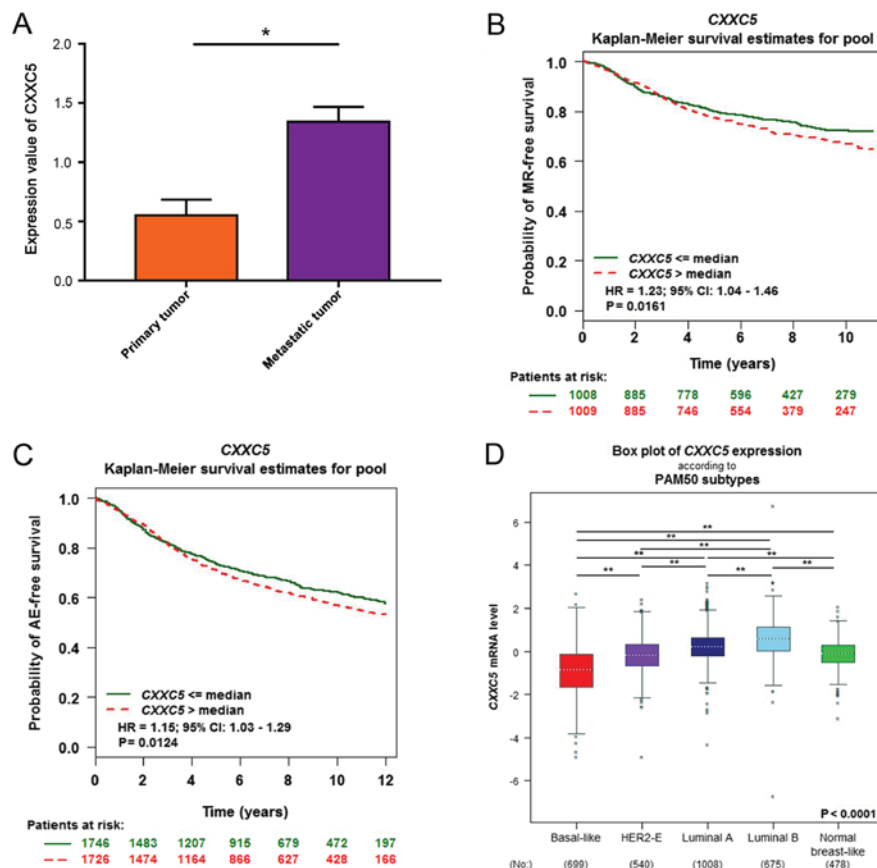 A
*
2.0
1.5
1.0
0.5
0.0
Expression value of CXXC5
Primary tumor
Metastatic tumor
B
CXXC5
Kaplan-Meier survival estimates for pool
Probability of MR-free survival
1.0
0.8
0.6
0.4
0.2
0.0
CXXC5 <= median
CXXC5 > median
HR = 1.23; 95% CI: 1.04 - 1.46
P = 0.0161
0 2 4 6 8 10
Time (years)
Patients at risk:
1008 885 778 596 427 279
1009 885 746 554 379 247
C
CXXC5
Kaplan-Meier survival estimates for pool
Probability of AE-free survival
1.0
0.8
0.6
0.4
0.2
0.0
CXXC5 <= median
CXXC5 > median
HR = 1.15; 95% CI: 1.03 - 1.29
P = 0.0124
0 2 4 6 8 10 12
Time (years)
Patients at risk:
1746 1483 1207 915 679 472 197
1726 1474 1164 866 627 428 166
D
Box plot of CXXC5 expression
according to
PAM50 subtypes
CXXC5 mRNA level
6
4
2
0
-2
-4
-6
**
**
**
** **
** ** ** **
P < 0.0001
Basal-like HER2-E Luminal A Luminal B Normal
breast-like
(No:) (699) (540) (1008) (675) (478)